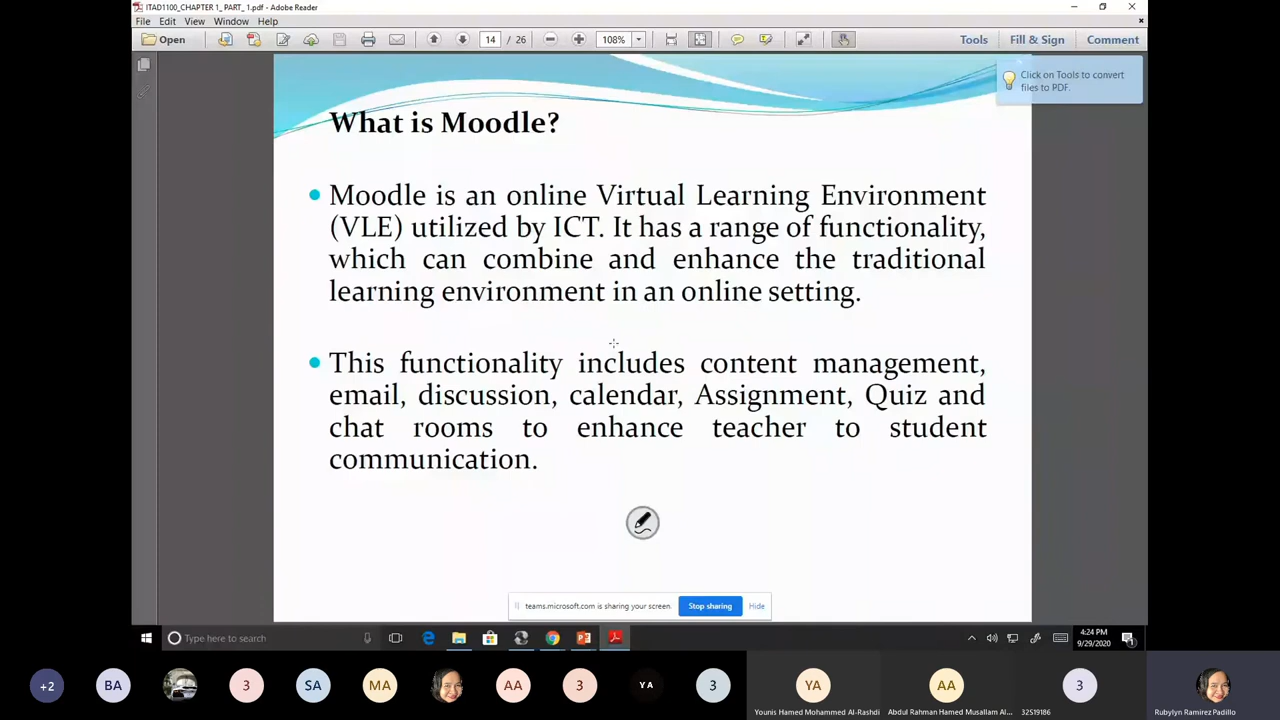 ITAD1100_CHAPTER 1_ PART_ 1.pdf - Adobe Reader
File Edit View Window Help
Open 14 / 26 108% Tools Fill & Sign Comment
Click on Tools to convert
files to PDF.
What is Moodle?
Moodle is an online Virtual Learning Environment
(VLE) utilized by ICT. It has a range of functionality,
which can combine and enhance the traditional
learning environment in an online setting.
This functionality includes content management,
email, discussion, calendar, Assignment, Quiz and
chat rooms to enhance teacher to student
communication.
teams.microsoft.com is sharing your screen. Stop sharing Hide
Type here to search
4:24 PM
9/29/2020
+2 BA 3 SA MA AA 3 Y A 3 YA AA 3
Younis Hamed Mohammed Al-Rashdi Abdul Rahman Hamed Musallam Al... 32S19186 Rubylyn Ramirez Padillo